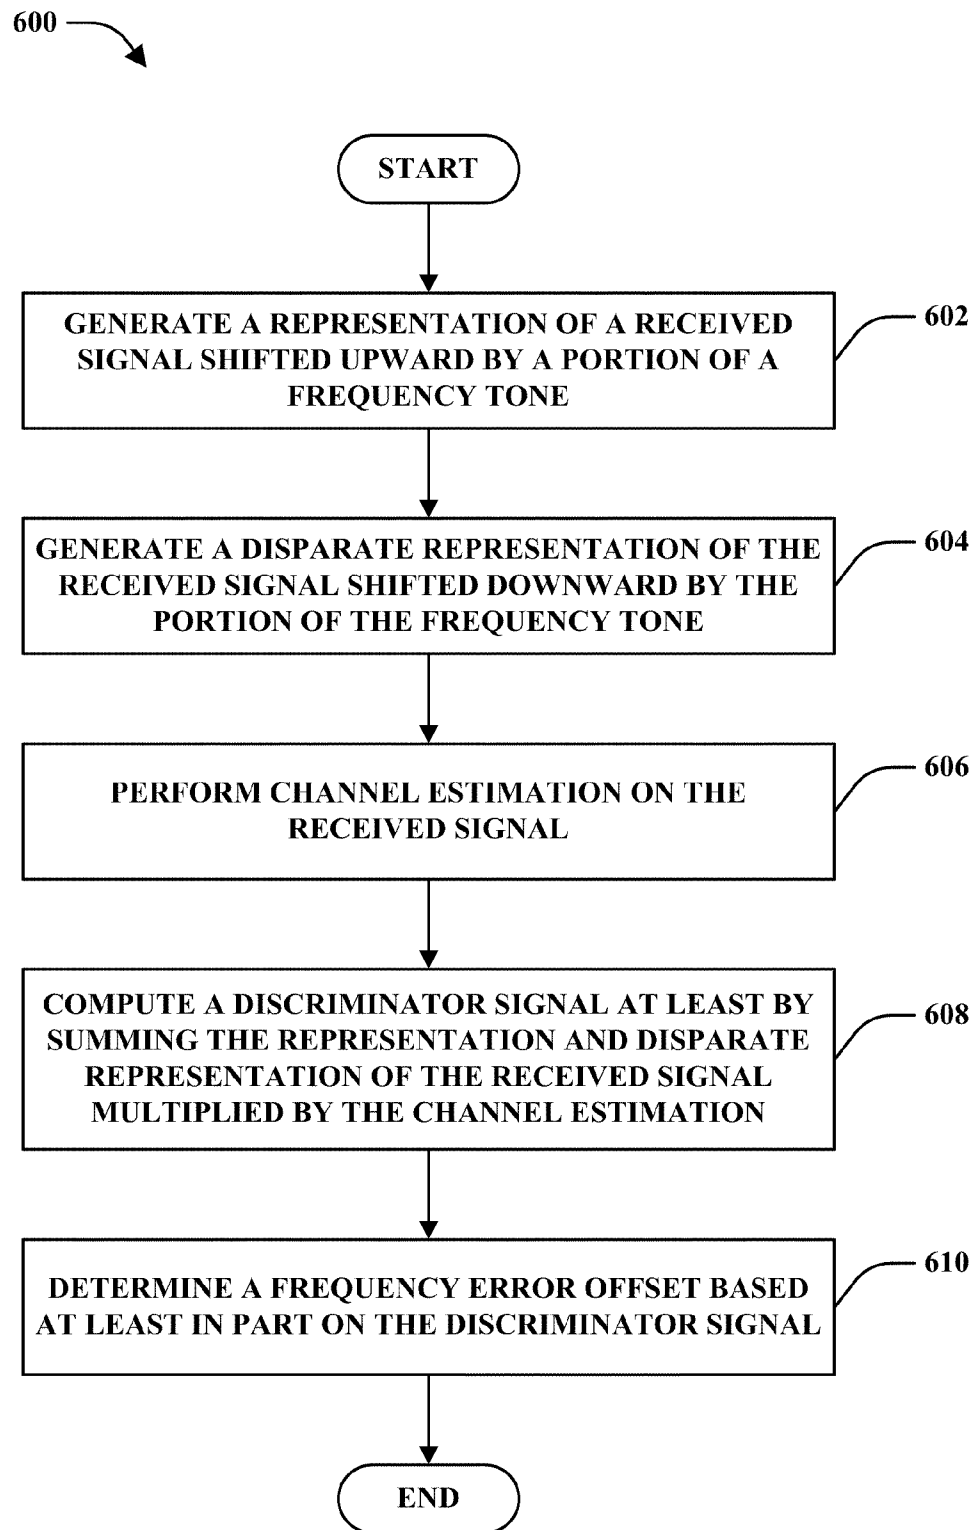 600
START
GENERATE A REPRESENTATION OF A RECEIVED
SIGNAL SHIFTED UPWARD BY A PORTION OF A
FREQUENCY TONE
602
GENERATE A DISPARATE REPRESENTATION OF THE
RECEIVED SIGNAL SHIFTED DOWNWARD BY THE
PORTION OF THE FREQUENCY TONE
604
PERFORM CHANNEL ESTIMATION ON THE
RECEIVED SIGNAL
606
COMPUTE A DISCRIMINATOR SIGNAL AT LEAST BY
SUMMING THE REPRESENTATION AND DISPARATE
REPRESENTATION OF THE RECEIVED SIGNAL
MULTIPLIED BY THE CHANNEL ESTIMATION
608
DETERMINE A FREQUENCY ERROR OFFSET BASED
AT LEAST IN PART ON THE DISCRIMINATOR SIGNAL
610
END